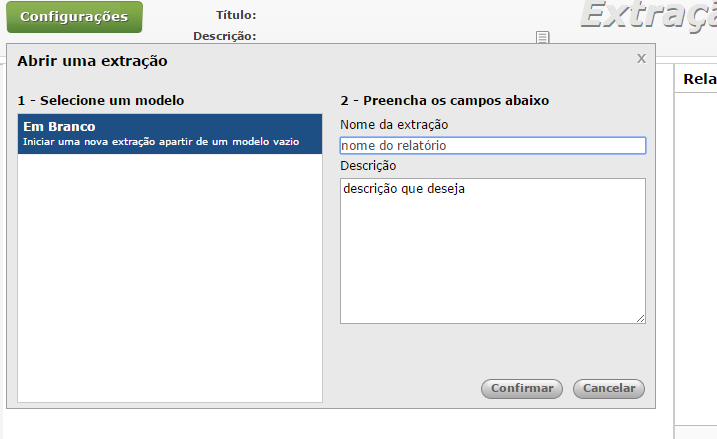 Configurações
Título:
Extraçã
Descrição:
Abrir uma extração
X
Rela
1 - Selecione um modelo
2 - Preencha os campos abaixo
Em Branco
Iniciar uma nova extração apartir de um modelo vazio
Nome da extração
nome do relatório
Descrição
descrição que deseja
Confirmar
Cancelar